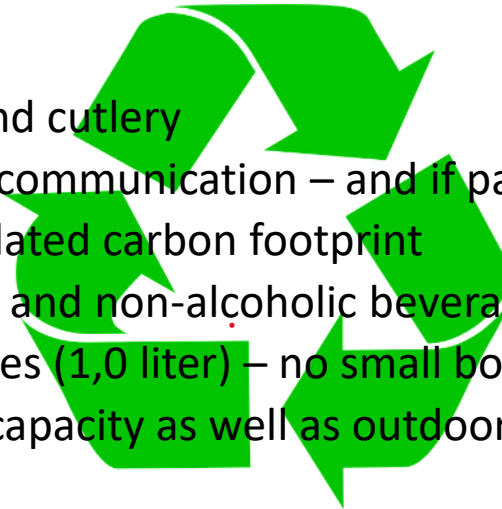 nd cutlery
communication – and if pa
lated carbon footprint
and non-alcoholic bevera
es (1,0 liter) – no small bo
capacity as well as outdoor